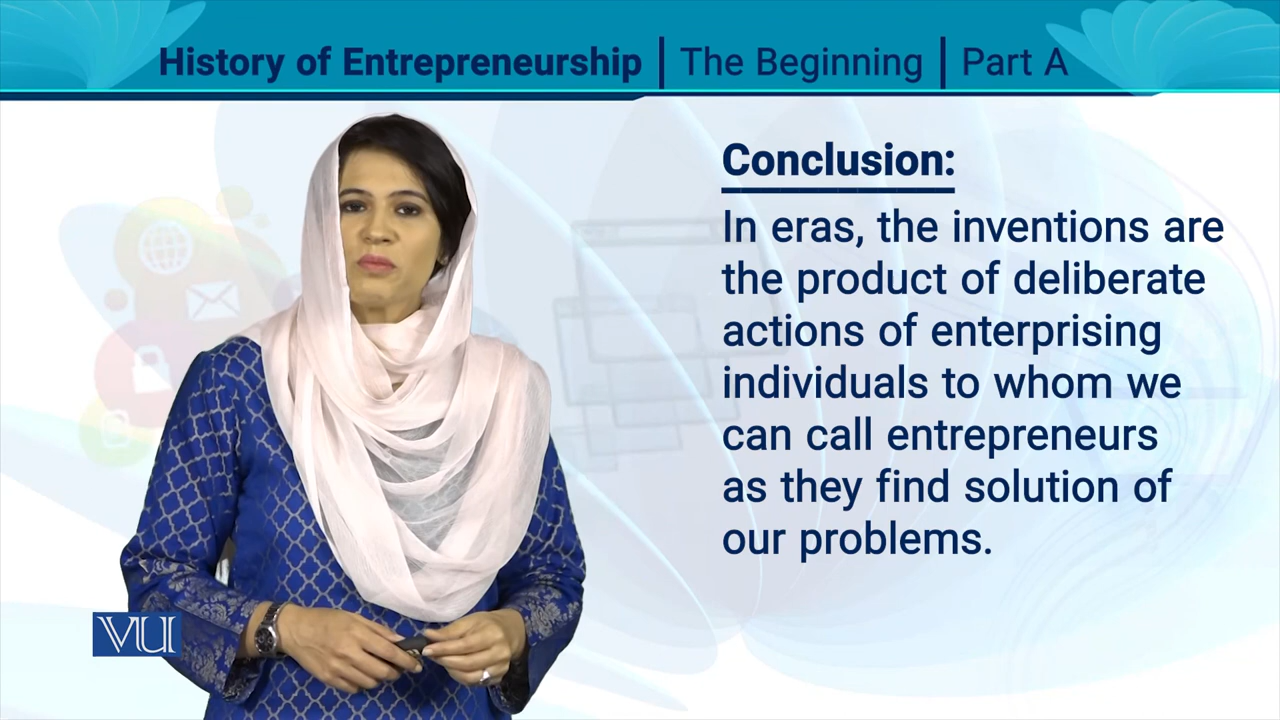 History of Entrepreneurship | The Beginning | Part A
Conclusion:
In eras, the inventions are
the product of deliberate
actions of enterprising
individuals to whom we
can call entrepreneurs
as they find solution of
our problems.
VU